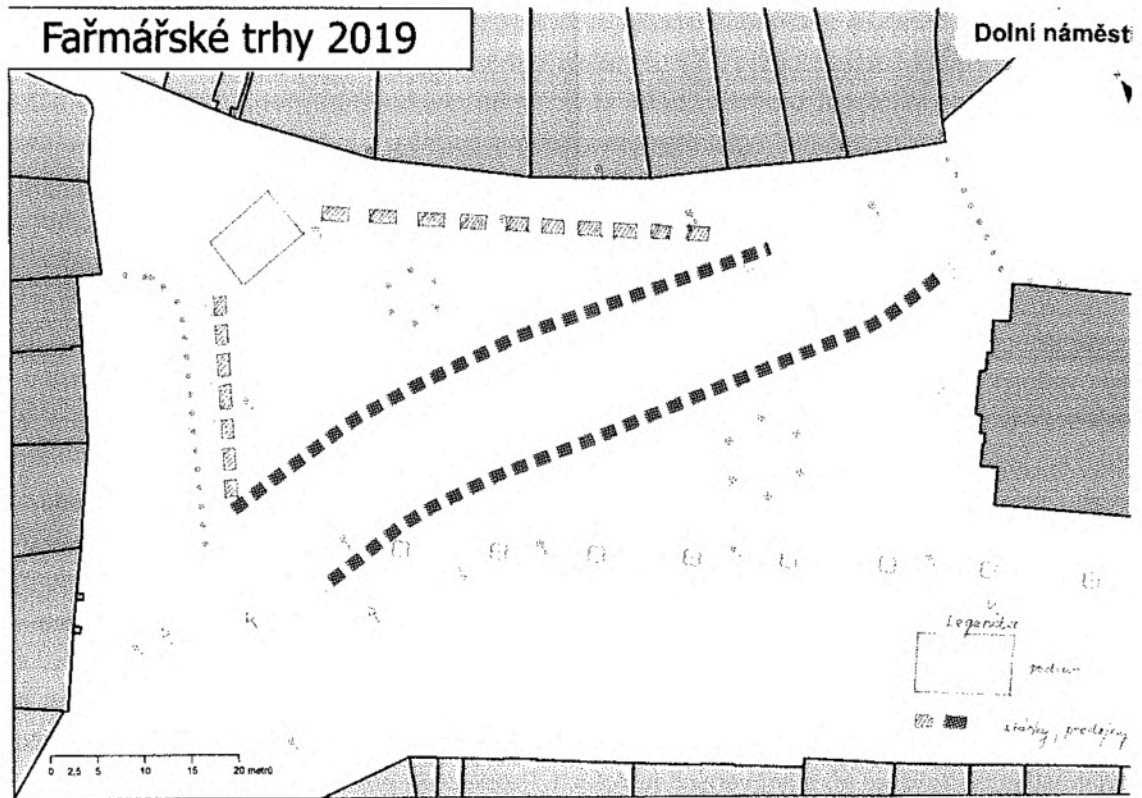 Fařmářské trhy 2019
Dolní náměst
Legenda
podium
stánky, prodejny
0 2,5 5 10 15 20 metrů